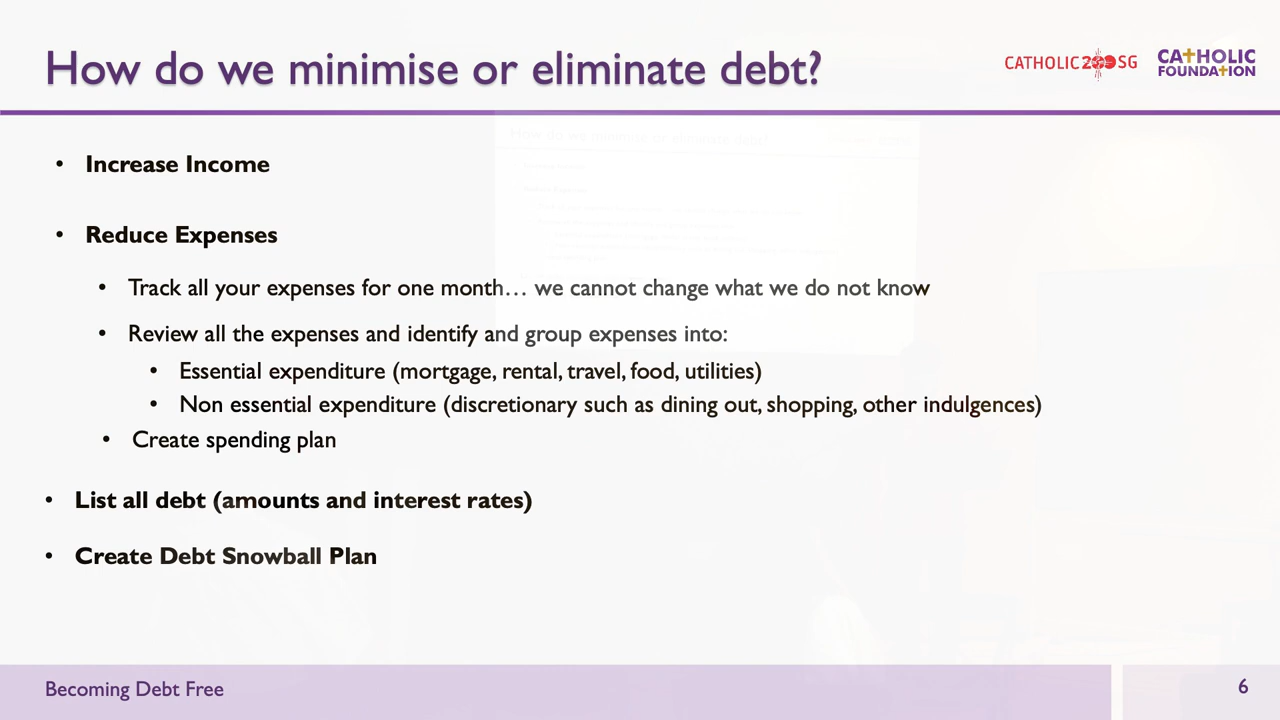 How do we minimise or eliminate debt?
CATHOLIC200SG
CATHOLIC
FOUNDATION
• Increase Income
• Reduce Expenses
• Track all your expenses for one month… we cannot change what we do not know
• Review all the expenses and identify and group expenses into:
• Essential expenditure (mortgage, rental, travel, food, utilities)
• Non essential expenditure (discretionary such as dining out, shopping, other indulgences)
• Create spending plan
• List all debt (amounts and interest rates)
• Create Debt Snowball Plan
Becoming Debt Free
6